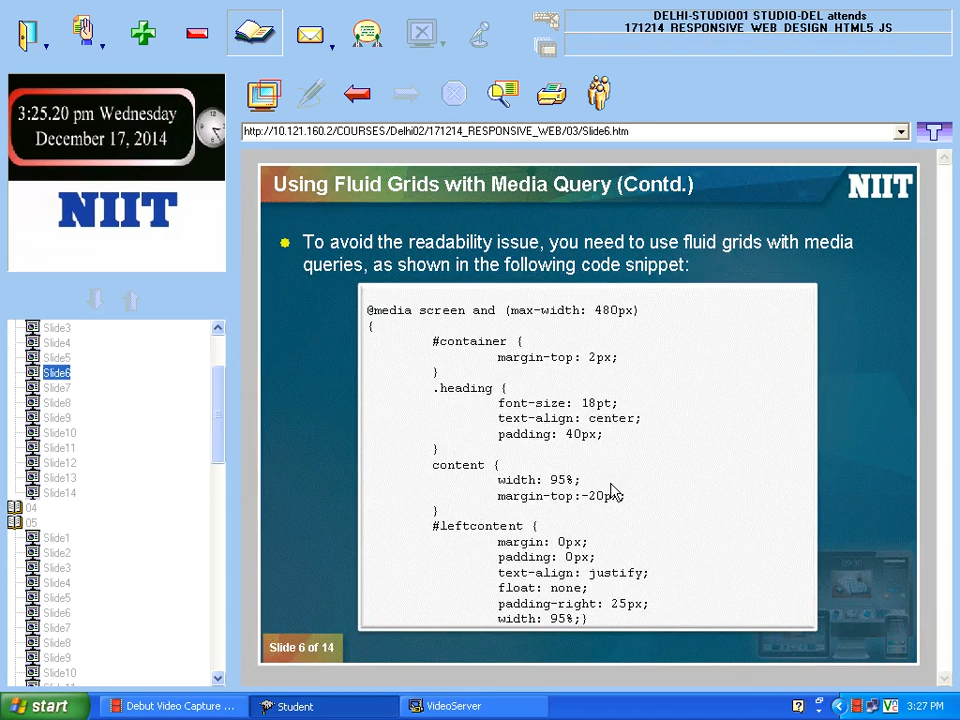 DELHI-STUDIO01 STUDIO-DEL attends
171214_RESPONSIVE_WEB_DESIGN_HTML5_JS
3:25.20 pm Wednesday
December 17, 2014
NIIT
http://10.121.160.2/COURSES/Delhi02/171214_RESPONSIVE_WEB/03/Slide6.htm
T
Slide3
Slide4
Slide5
Slide6
Slide7
Slide8
Slide9
Slide10
Slide11
Slide12
Slide13
Slide14
04
05
Slide1
Slide2
Slide3
Slide4
Slide5
Slide6
Slide7
Slide8
Slide9
Slide10
Using Fluid Grids with Media Query (Contd.)
NIIT
To avoid the readability issue, you need to use fluid grids with media
queries, as shown in the following code snippet:
@media screen and (max-width: 480px)
{
#container {
margin-top: 2px;
}
.heading {
font-size: 18pt;
text-align: center;
padding: 40px;
}
content {
width: 95%;
margin-top:-20px;
}
#leftcontent {
margin: 0px;
padding: 0px;
text-align: justify;
float: none;
padding-right: 25px;
width: 95%;}
Slide 6 of 14
start
Debut Video Capture ...
Student
VideoServer
3:27 PM